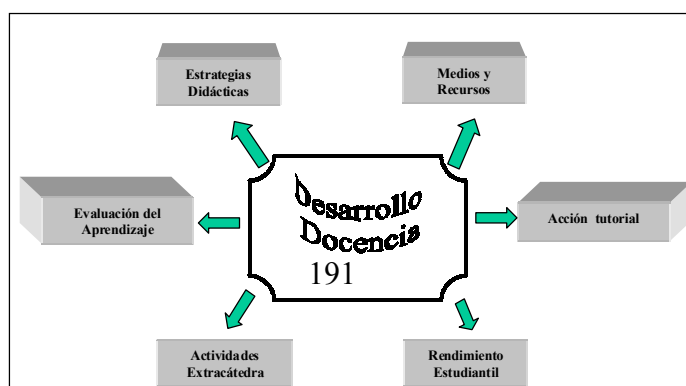 Estrategias
Didácticas
Medios y
Recursos
Evaluación del
Aprendizaje
Desarrollo
Docencia
191
Acción tutorial
Actividades
Extracátedra
Rendimiento
Estudiantil